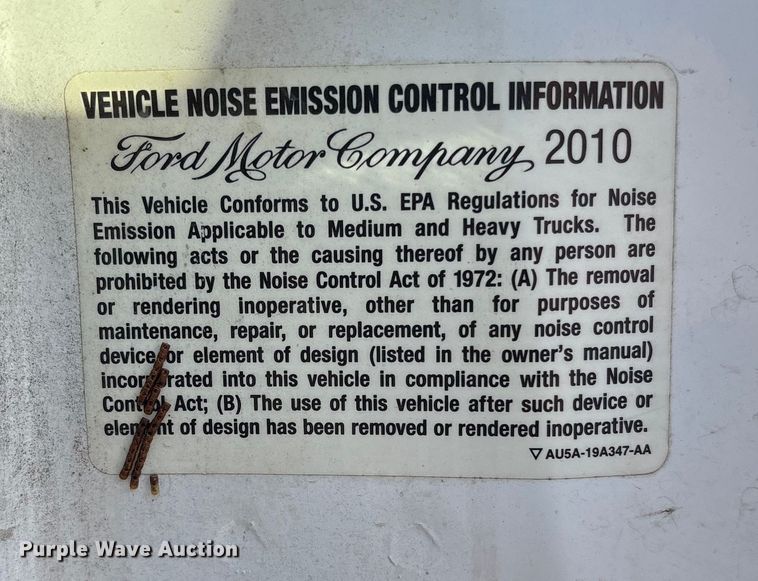 VEHICLE NOISE EMISSION CONTROL INFORMATION
Ford Motor Company 2010
This Vehicle Conforms to U.S. EPA Regulations for Noise
Emission Applicable to Medium and Heavy Trucks. The
following acts or the causing thereof by any person are
prohibited by the Noise Control Act of 1972: (A) The removal
or rendering inoperative, other than for purposes of
maintenance, repair, or replacement, of any noise control
device or element of design (listed in the owner's manual)
incorporated into this vehicle in compliance with the Noise
Control Act; (B) The use of this vehicle after such device or
element of design has been removed or rendered inoperative.
▽ AU5A-19A347-AA
Purple Wave Auction